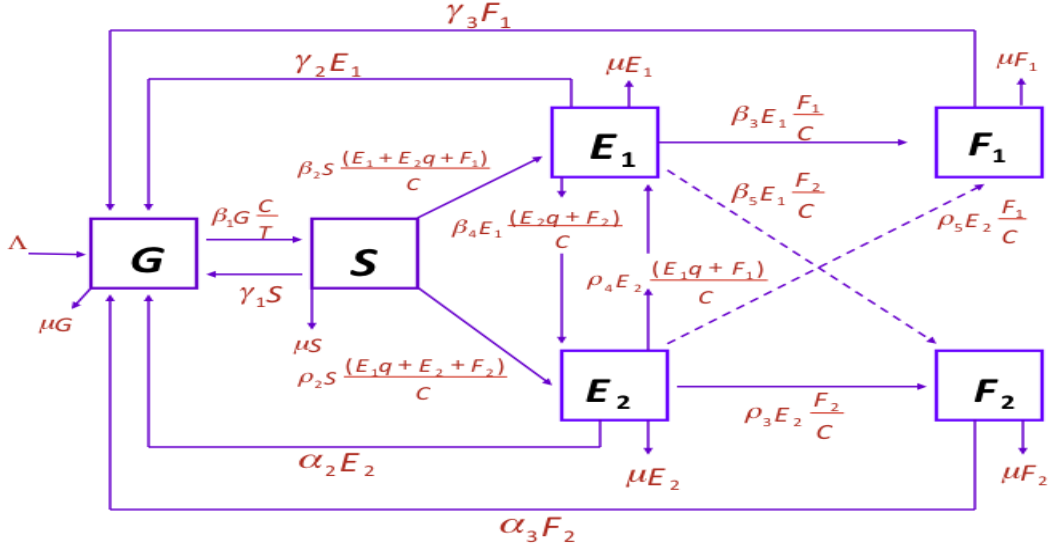 γ₃F₁
γ₂E₁
μE₁
μF₁
E₁
β₃E₁ F₁/C
F₁
β₂S (E₁ + E₂q + F₁)/C
β₅E₁ F₂/C
ρ₅E₂ F₁/C
β₁G C/T
β₄E₁ (E₂q + F₂)/C
Λ
G
S
γ₁S
ρ₄E₂ (E₁q + F₁)/C
μG
μS
ρ₂S (E₁q + E₂ + F₂)/C
E₂
ρ₃E₂ F₂/C
F₂
α₂E₂
μE₂
μF₂
α₃F₂